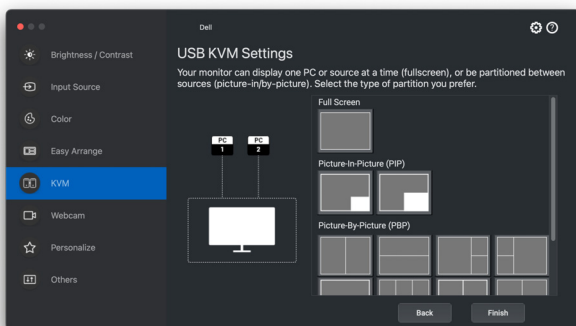 Dell
Brightness / Contrast
Input Source
Color
Easy Arrange
KVM
Webcam
Personalize
Others
USB KVM Settings
Your monitor can display one PC or source at a time (fullscreen), or be partitioned between
sources (picture-in/by-picture). Select the type of partition you prefer.
PC
1
PC
2
Full Screen
Picture-In-Picture (PIP)
Picture-By-Picture (PBP)
Back
Finish